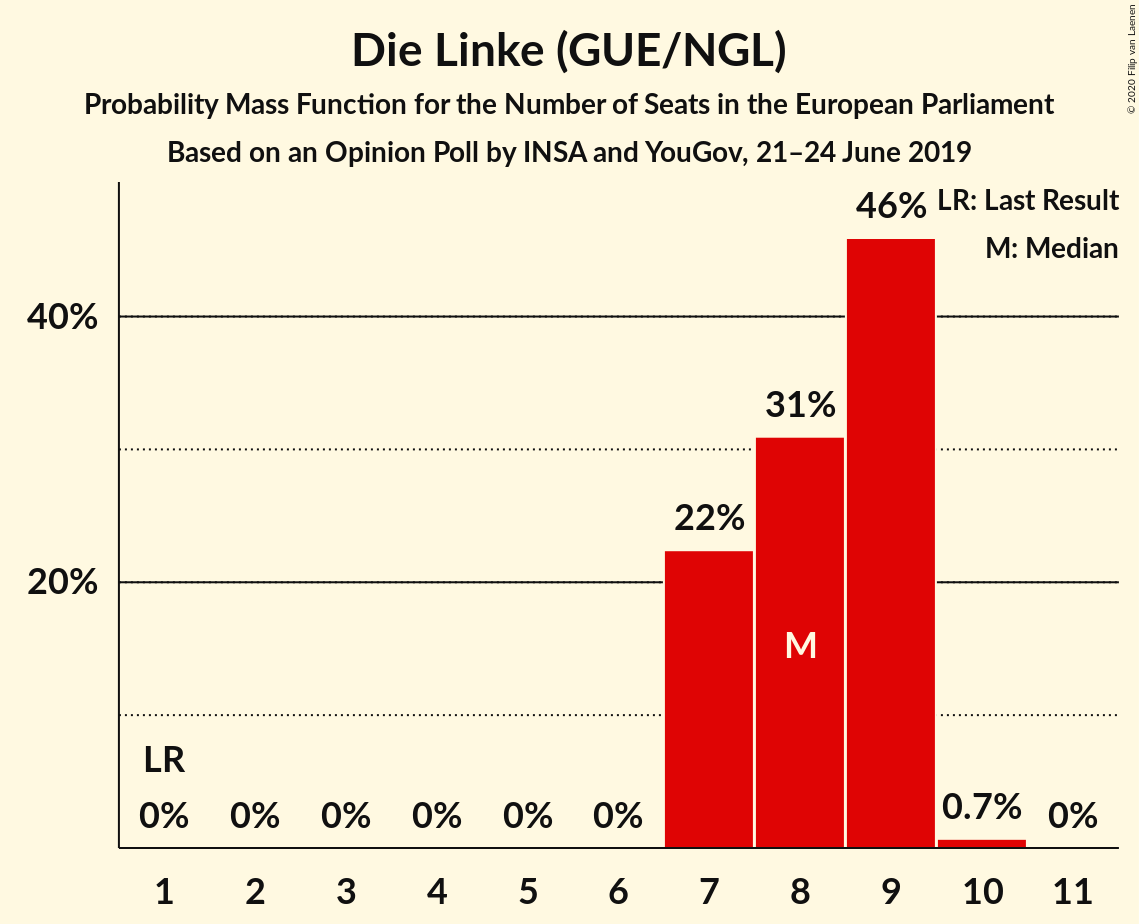 Die Linke (GUE/NGL)
Probability Mass Function for the Number of Seats in the European Parliament
Based on an Opinion Poll by INSA and YouGov, 21–24 June 2019
© 2020 Filip van Laenen
LR: Last Result
M: Median
40%
20%
LR
0%
0%
0%
0%
0%
0%
22%
31%
M
46%
0.7%
0%
1 2 3 4 5 6 7 8 9 10 11